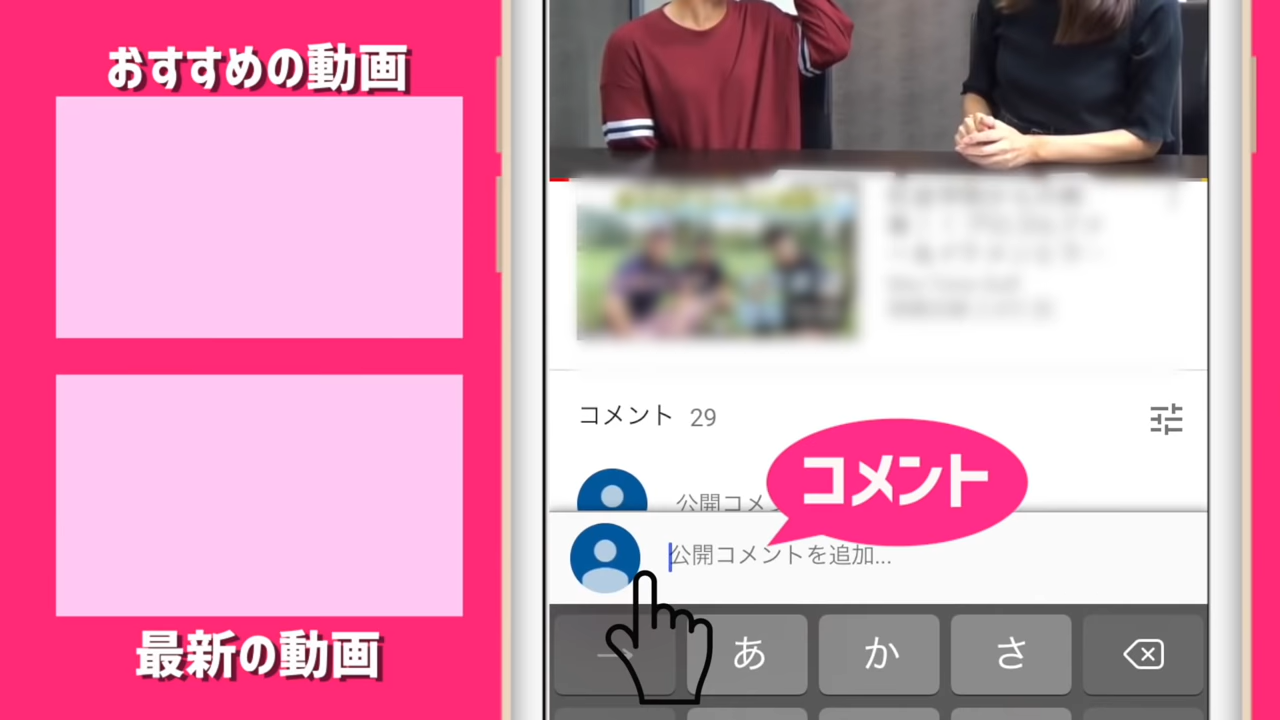 おすすめの動画
最新の動画
コメント 29
コメント
公開コメ
公開コメントを追加...
→
あ
か
さ